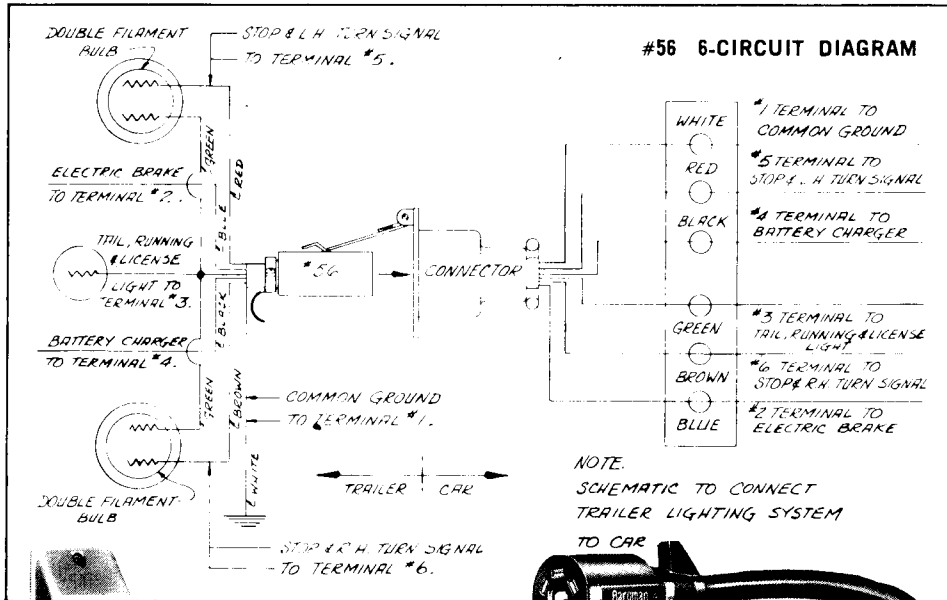 #56 6-CIRCUIT DIAGRAM
DOUBLE FILAMENT
BULB
STOP & L.H. TURN SIGNAL
TO TERMINAL #5.
GREEN
RED
ELECTRIC BRAKE
TO TERMINAL #2.
BLUE
TAIL, RUNNING
& LICENSE
LIGHT TO
TERMINAL #3.
BLACK
BATTERY CHARGER
TO TERMINAL #4.
GREEN
BROWN
COMMON GROUND
TO TERMINAL #1.
WHITE
DOUBLE FILAMENT
BULB
STOP & R.H. TURN SIGNAL
TO TERMINAL #6.
#56
CONNECTOR
TRAILER
CAR
WHITE
#1 TERMINAL TO
COMMON GROUND
RED
#5 TERMINAL TO
STOP & L.H. TURN SIGNAL
BLACK
#4 TERMINAL TO
BATTERY CHARGER
GREEN
#3 TERMINAL TO
TAIL, RUNNING & LICENSE
LIGHT
BROWN
#6 TERMINAL TO
STOP & R.H. TURN SIGNAL
BLUE
#2 TERMINAL TO
ELECTRIC BRAKE
NOTE.
SCHEMATIC TO CONNECT
TRAILER LIGHTING SYSTEM
TO CAR
Bargman